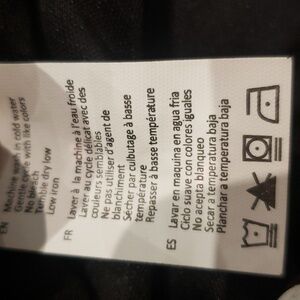 EN
Machine wash in cold water
Gentle cycle with like colors
No bleach
Tumble dry low
Low iron
FR
Laver à la machine à l'eau froide
Laver au cycle délicat avec des
couleurs semblables
Ne pas utiliser d'agent de
blanchiment
Sécher par culbutage à basse
température
Repasser à basse température
ES
Lavar en maquina en agua fria
Ciclo suave con colores iguales
No acepta blanqueo
Secar a temperatura baja
Planchar a temperatura baja